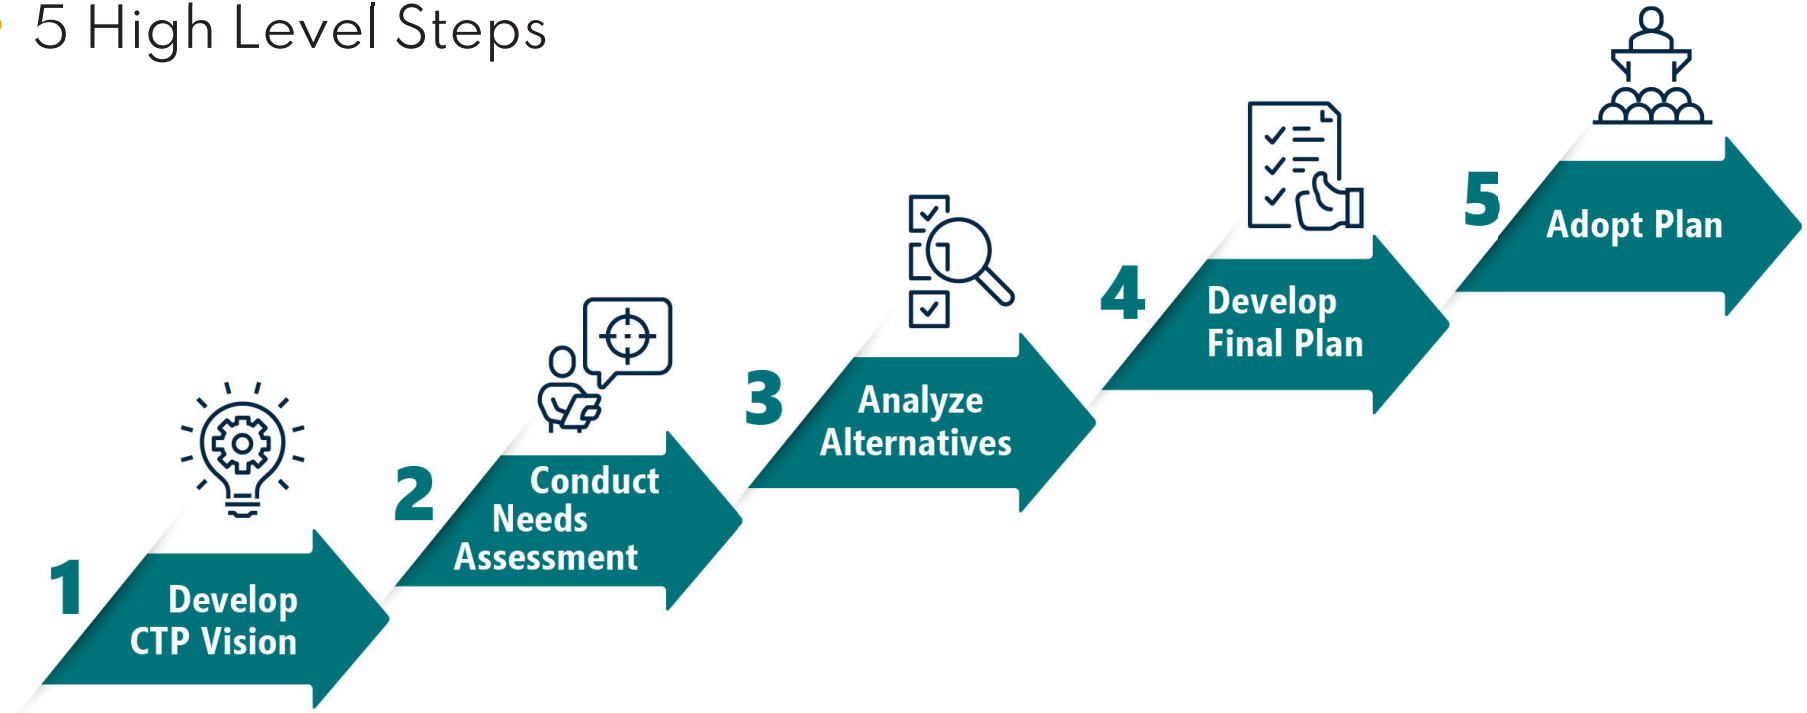 5 High Level Steps
1
Develop
CTP Vision
2
Conduct
Needs
Assessment
3
Analyze
Alternatives
4
Develop
Final Plan
5
Adopt Plan